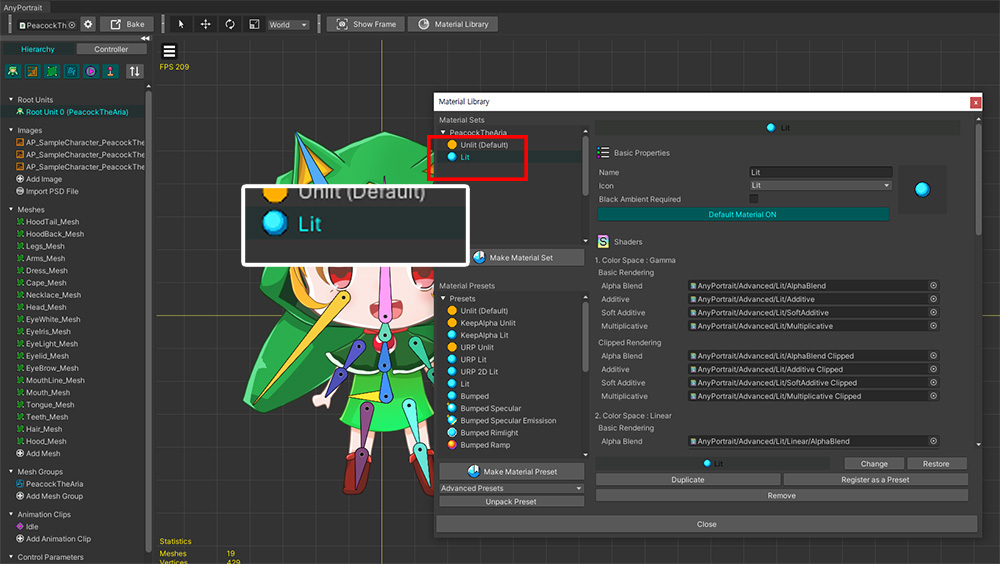 AnyPortrait
PeacockTh
Bake
World
Show Frame
Material Library
Hierarchy
Controller
FPS 209
Root Units
Root Unit 0 (PeacockTheAria)
Images
AP_SampleCharacter_PeacockThe
AP_SampleCharacter_PeacockThe
AP_SampleCharacter_PeacockThe
Add Image
Import PSD File
Meshes
HoodTail_Mesh
HoodBack_Mesh
Legs_Mesh
Arms_Mesh
Dress_Mesh
Cape_Mesh
Necklace_Mesh
Head_Mesh
EyeWhite_Mesh
EyeIris_Mesh
EyeLight_Mesh
Eyelid_Mesh
EyeBrow_Mesh
MouthLine_Mesh
Mouth_Mesh
Tongue_Mesh
Teeth_Mesh
Hair_Mesh
Hood_Mesh
Add Mesh
Mesh Groups
PeacockTheAria
Add Mesh Group
Animation Clips
Idle
Add Animation Clip
Control Parameters
Unlit (Default)
Lit
Statistics
Meshes 19
Vertices 429
Material Library
Material Sets
PeacockTheAria
Unlit (Default)
Lit
Make Material Set
Material Presets
Presets
Unlit (Default)
KeepAlpha Unlit
KeepAlpha Lit
URP Unlit
URP Lit
URP 2D Lit
Lit
Bumped
Bumped Specular
Bumped Specular Emissison
Bumped Rimlight
Bumped Ramp
Make Material Preset
Advanced Presets
Unpack Preset
Lit
Basic Properties
Name Lit
Icon Lit
Black Ambient Required
Default Material ON
Shaders
1. Color Space : Gamma
Basic Rendering
Alpha Blend AnyPortrait/Advanced/Lit/AlphaBlend
Additive AnyPortrait/Advanced/Lit/Additive
Soft Additive AnyPortrait/Advanced/Lit/SoftAdditive
Multiplicative AnyPortrait/Advanced/Lit/Multiplicative
Clipped Rendering
Alpha Blend AnyPortrait/Advanced/Lit/AlphaBlend Clipped
Additive AnyPortrait/Advanced/Lit/Additive Clipped
Soft Additive AnyPortrait/Advanced/Lit/SoftAdditive Clipped
Multiplicative AnyPortrait/Advanced/Lit/Multiplicative Clipped
2. Color Space : Linear
Basic Rendering
Alpha Blend AnyPortrait/Advanced/Lit/Linear/AlphaBlend
Lit
Change
Restore
Duplicate
Register as a Preset
Remove
Close